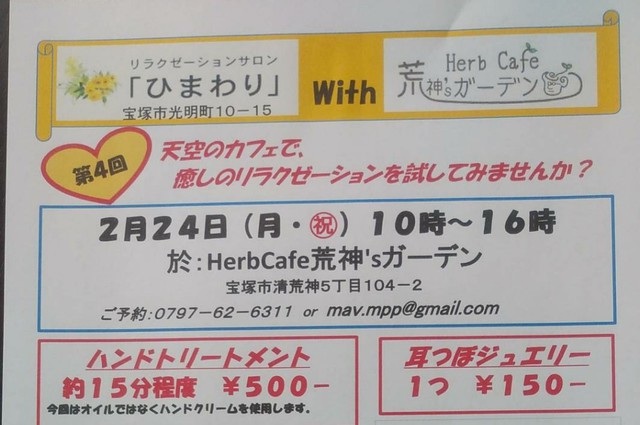 リラクゼーションサロン
「ひまわり」
宝塚市光明町10－15
With
Herb Cafe
荒神'sガーデン
第4回
天空のカフェで、
癒しのリラクゼーションを試してみませんか？
2月24日（月・㊗）10時～16時
於：HerbCafe荒神'sガーデン
宝塚市清荒神5丁目104－2
ご予約：0797－62－6311 or mav.mpp@gmail.com
ハンドトリートメント
約15分程度 ￥500－
今回はオイルではなくハンドクリームを使用します。
耳つぼジュエリー
1つ ￥150－